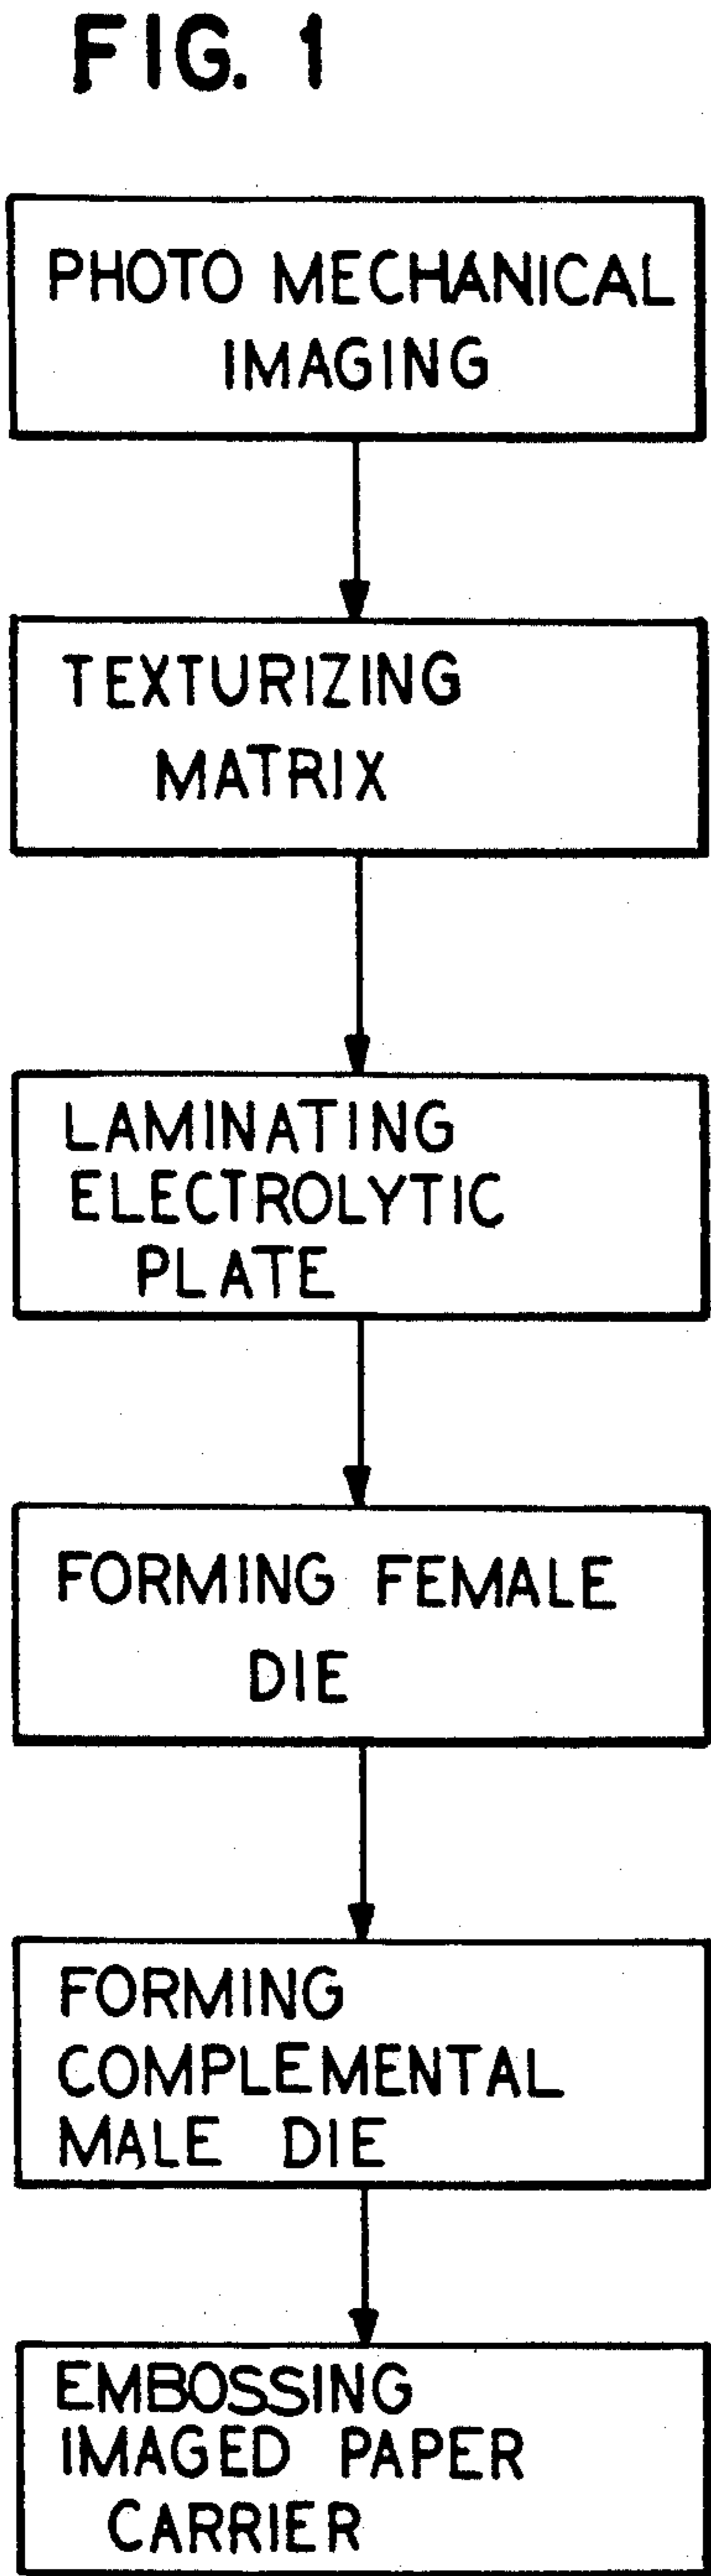 FIG. 1
PHOTO MECHANICAL
IMAGING
TEXTURIZING
MATRIX
LAMINATING
ELECTROLYTIC
PLATE
FORMING FEMALE
DIE
FORMING
COMPLEMENTAL
MALE DIE
EMBOSSING
IMAGED PAPER
CARRIER